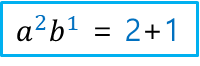 a²b¹ = 2+1